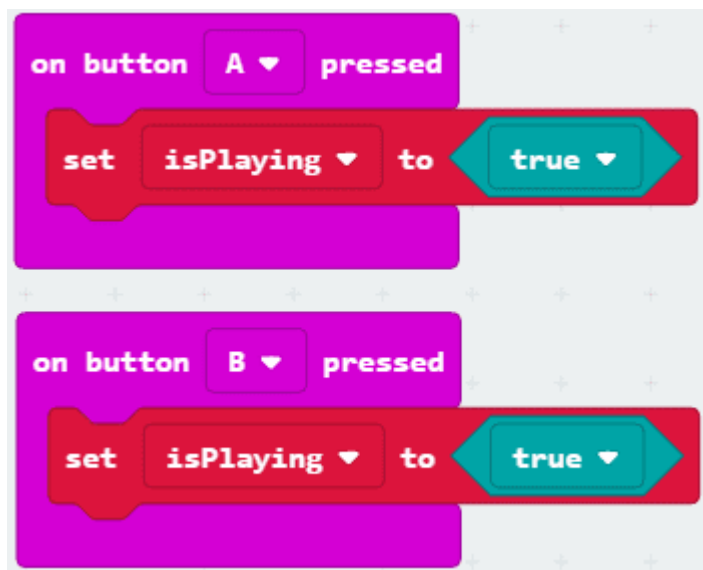 on button A pressed
set isPlaying to true
on button B pressed
set isPlaying to true